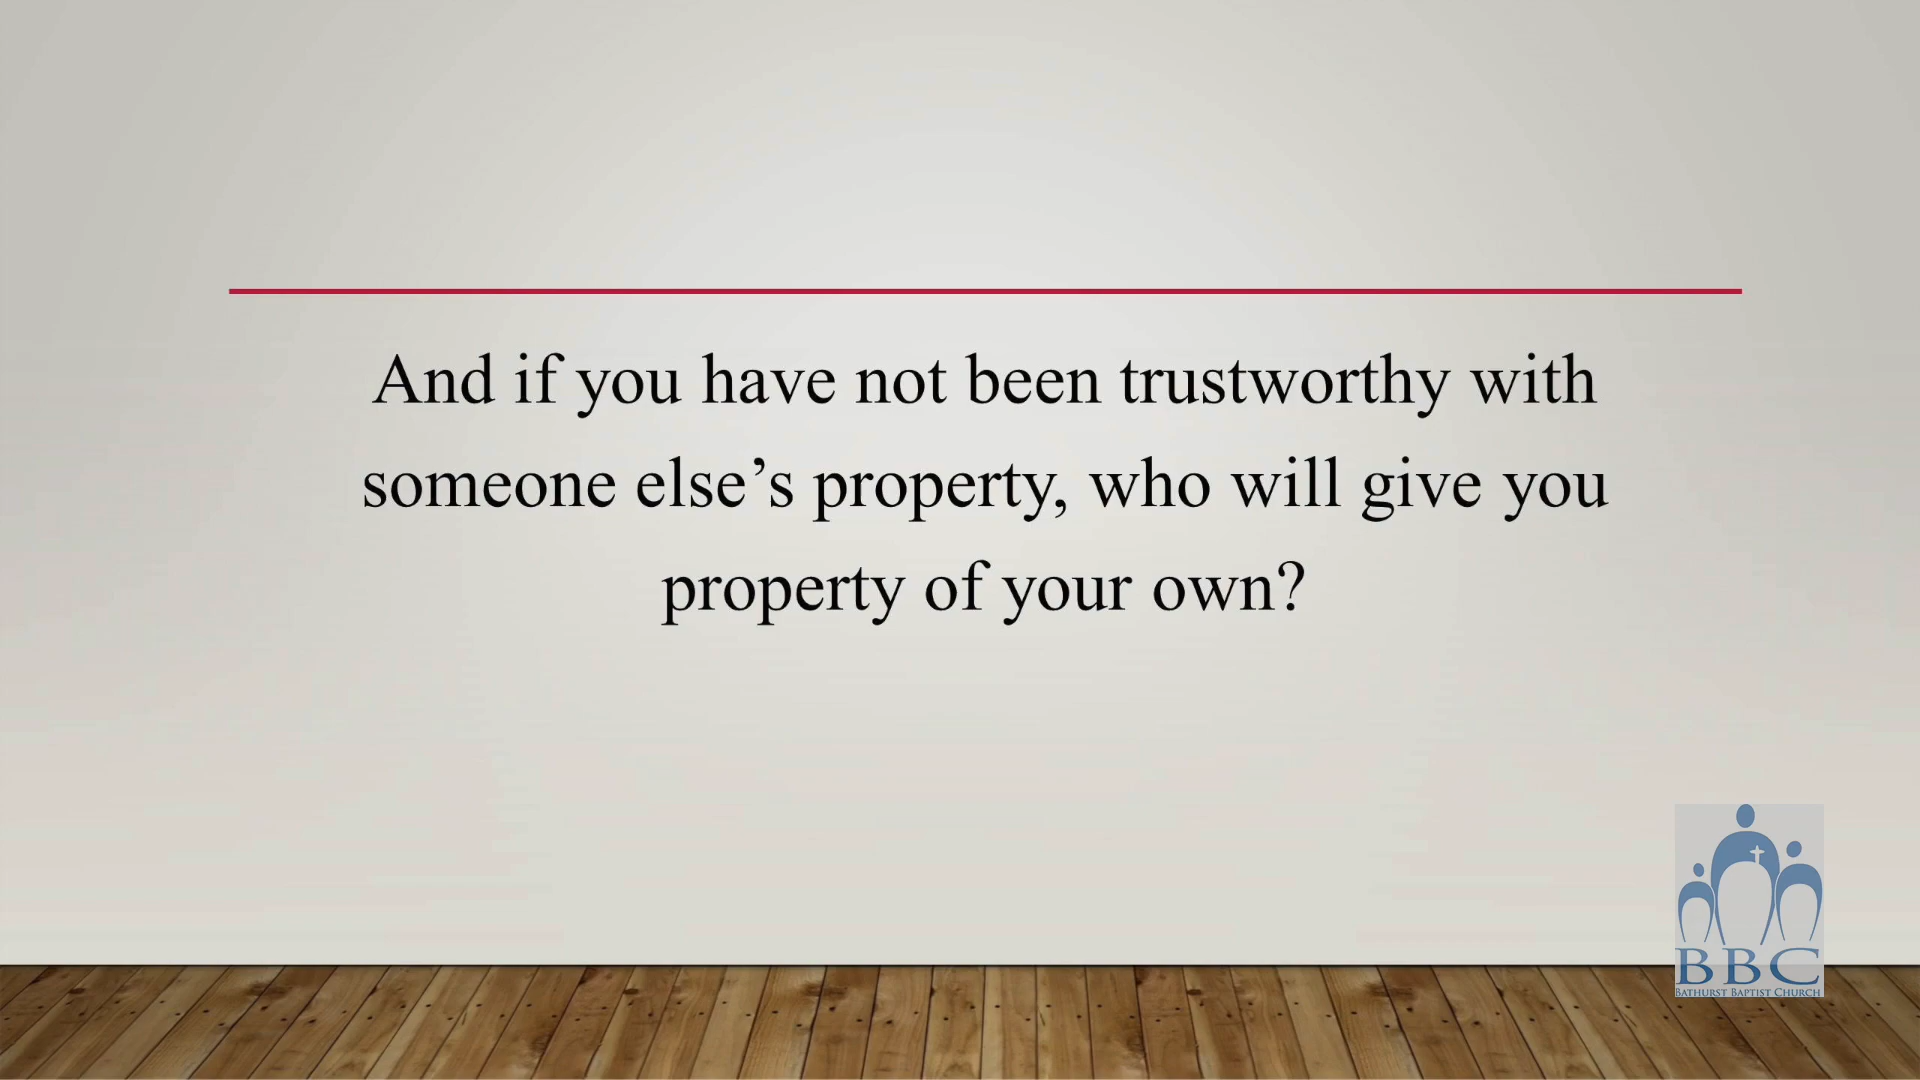 And if you have not been trustworthy with
someone else’s property, who will give you
property of your own?
BBC
BATHURST BAPTIST CHURCH